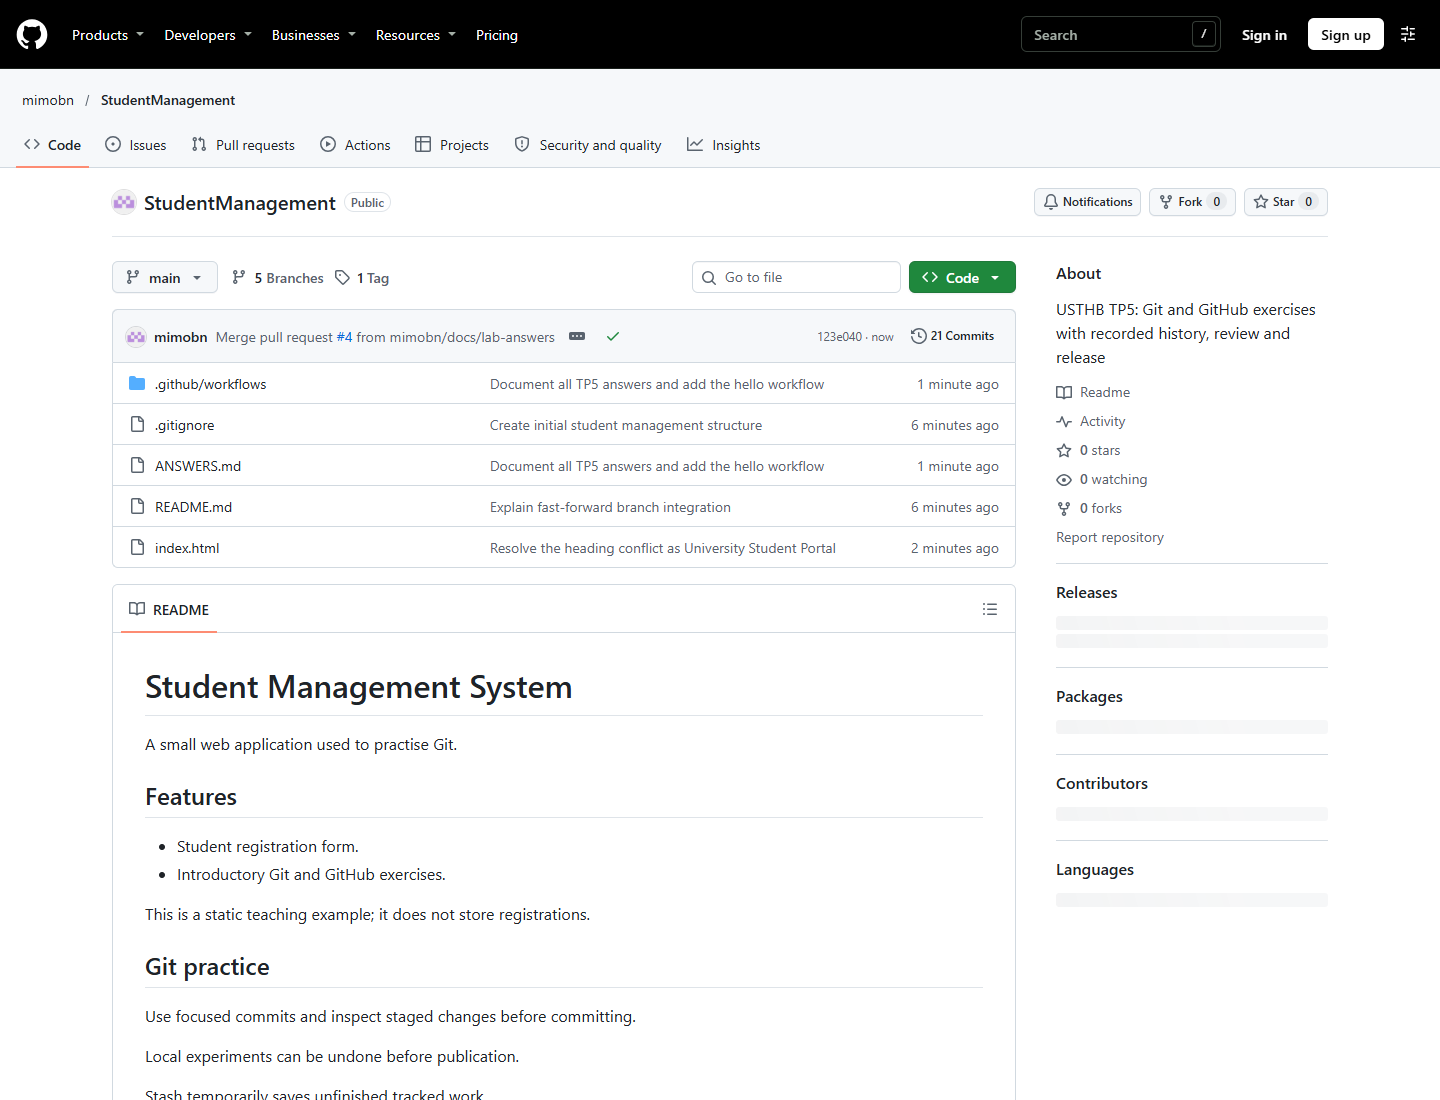 Products Developers Businesses Resources Pricing Search / Sign in Sign up
mimobn / StudentManagement
Code Issues Pull requests Actions Projects Security and quality Insights
StudentManagement Public Notifications Fork 0 Star 0
main 5 Branches 1 Tag Go to file Code
mimobn Merge pull request #4 from mimobn/docs/lab-answers 123e040 · now 21 Commits
.github/workflows Document all TP5 answers and add the hello workflow 1 minute ago
.gitignore Create initial student management structure 6 minutes ago
ANSWERS.md Document all TP5 answers and add the hello workflow 1 minute ago
README.md Explain fast-forward branch integration 6 minutes ago
index.html Resolve the heading conflict as University Student Portal 2 minutes ago
README
Student Management System
A small web application used to practise Git.
Features
Student registration form.
Introductory Git and GitHub exercises.
This is a static teaching example; it does not store registrations.
Git practice
Use focused commits and inspect staged changes before committing.
Local experiments can be undone before publication.
Stash temporarily saves unfinished tracked work.
About
USTHB TP5: Git and GitHub exercises
with recorded history, review and
release
Readme
Activity
0 stars
0 watching
0 forks
Report repository
Releases
Packages
Contributors
Languages